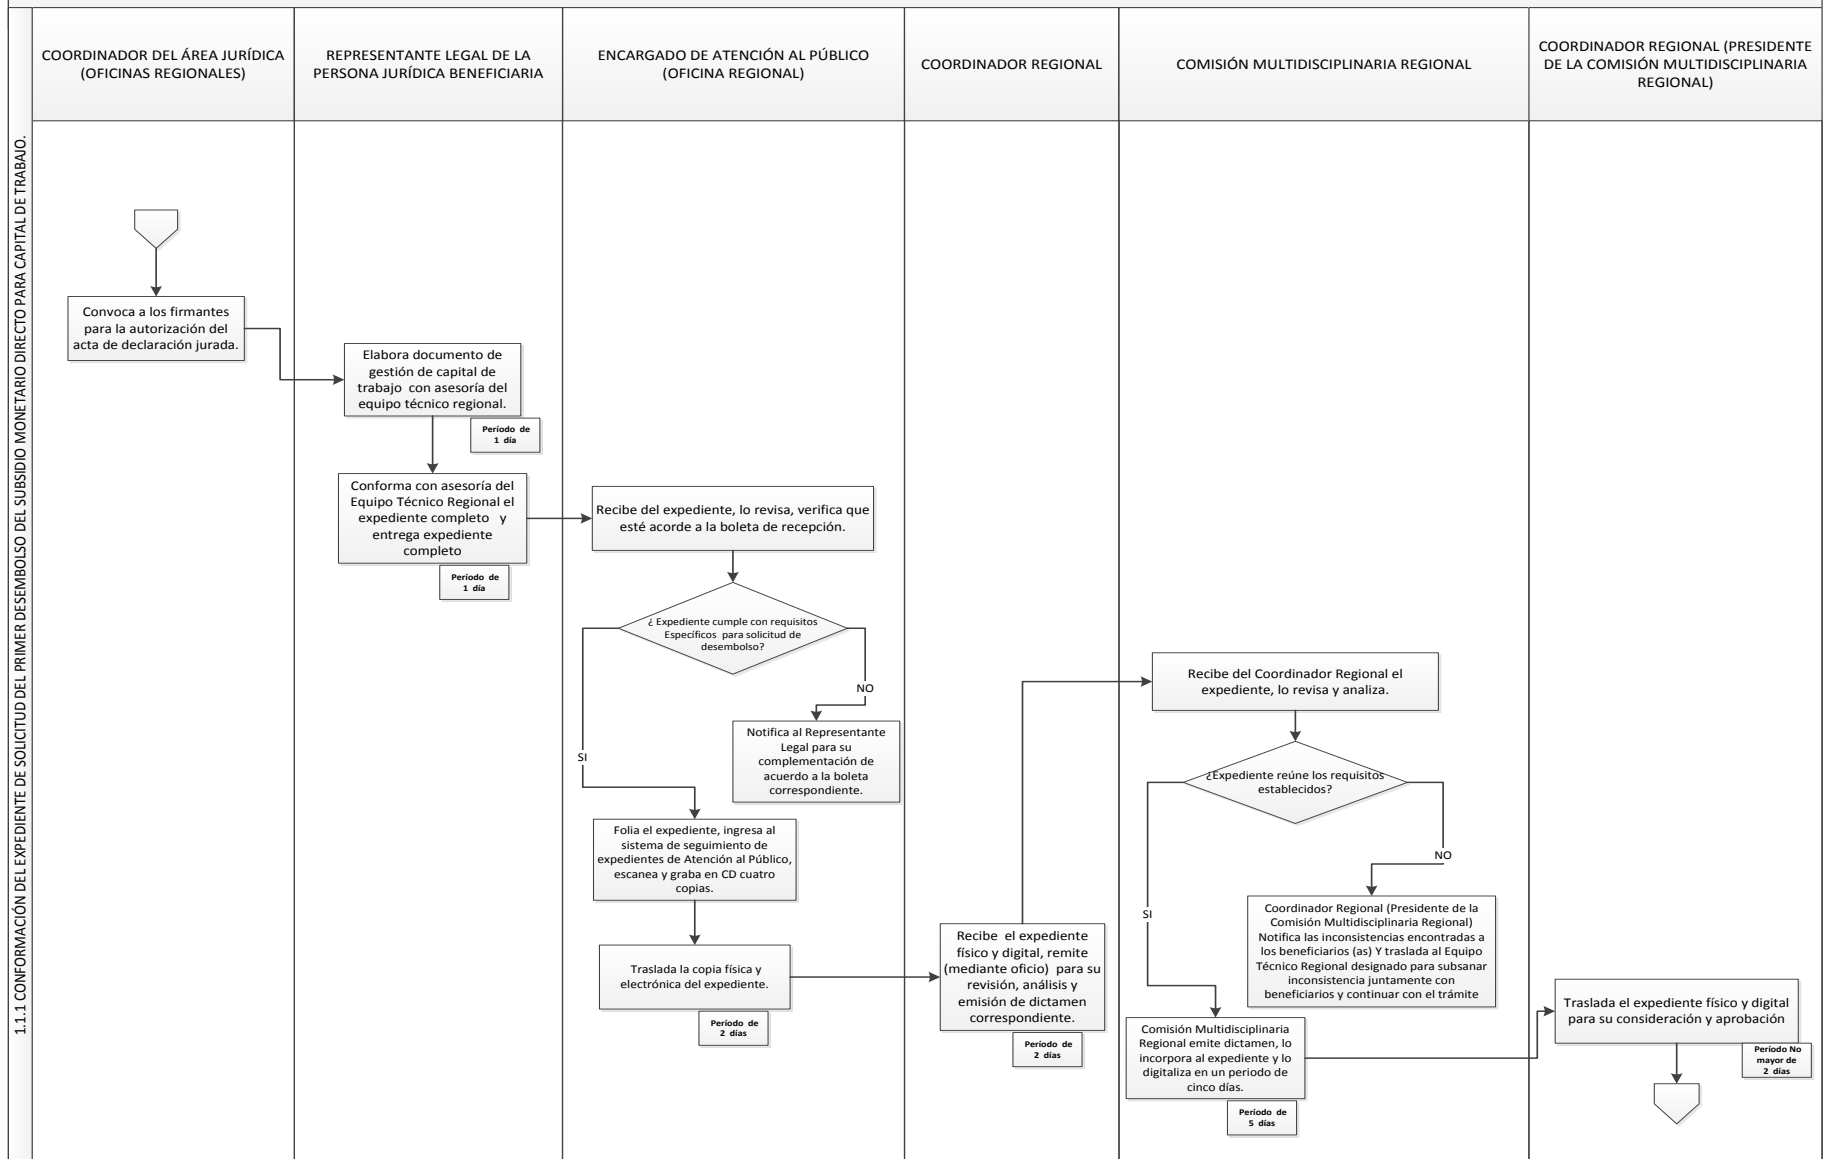 1.1.1 CONFORMACIÓN DEL EXPEDIENTE DE SOLICITUD DEL PRIMER DESEMBOLSO DEL SUBSIDIO MONETARIO DIRECTO PARA CAPITAL DE TRABAJO.
COORDINADOR DEL ÁREA JURÍDICA
(OFICINAS REGIONALES)
REPRESENTANTE LEGAL DE LA
PERSONA JURÍDICA BENEFICIARIA
ENCARGADO DE ATENCIÓN AL PÚBLICO
(OFICINA REGIONAL)
COORDINADOR REGIONAL
COMISIÓN MULTIDISCIPLINARIA REGIONAL
COORDINADOR REGIONAL (PRESIDENTE
DE LA COMISIÓN MULTIDISCIPLINARIA
REGIONAL)
Convoca a los firmantes
para la autorización del
acta de declaración jurada.
Elabora documento de
gestión de capital de
trabajo con asesoría del
equipo técnico regional.
Período de
1 día
Conforma con asesoría del
Equipo Técnico Regional el
expediente completo y
entrega expediente
completo
Período de
1 día
Recibe del expediente, lo revisa, verifica que
esté acorde a la boleta de recepción.
¿ Expediente cumple con requisitos
Específicos para solicitud de
desembolso?
NO
Notifica al Representante
Legal para su
complementación de
acuerdo a la boleta
correspondiente.
SI
Folia el expediente, ingresa al
sistema de seguimiento de
expedientes de Atención al Público,
escanea y graba en CD cuatro
copias.
Traslada la copia física y
electrónica del expediente.
Período de
2 días
Recibe el expediente
físico y digital, remite
(mediante oficio) para su
revisión, análisis y
emisión de dictamen
correspondiente.
Período de
2 días
Recibe del Coordinador Regional el
expediente, lo revisa y analiza.
¿Expediente reúne los requisitos
establecidos?
NO
Coordinador Regional (Presidente de la
Comisión Multidisciplinaria Regional)
Notifica las inconsistencias encontradas a
los beneficiarios (as) Y traslada al Equipo
Técnico Regional designado para subsanar
inconsistencia juntamente con
beneficiarios y continuar con el trámite
SI
Comisión Multidisciplinaria
Regional emite dictamen, lo
incorpora al expediente y lo
digitaliza en un periodo de
cinco días.
Período de
5 días
Traslada el expediente físico y digital
para su consideración y aprobación
Período No
mayor de
2 días